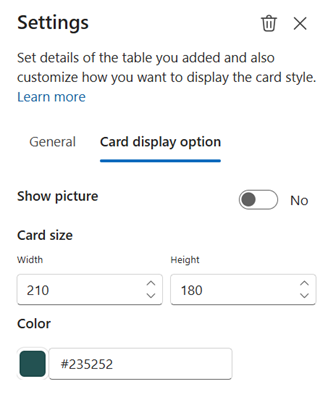 Settings
Set details of the table you added and also
customize how you want to display the card style.
Learn more
General Card display option
Show picture No
Card size
Width Height
210 180
Color
#235252